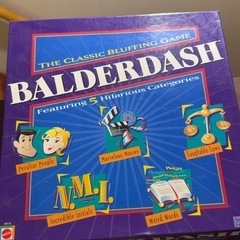 THE CLASSIC BLUFFING GAME
BALDERDASH
Featuring 5 Hilarious Categories
Peculiar People
Marvelous Movies
Laughable Laws
N.M.I.
Incredible Initials
Weird Words